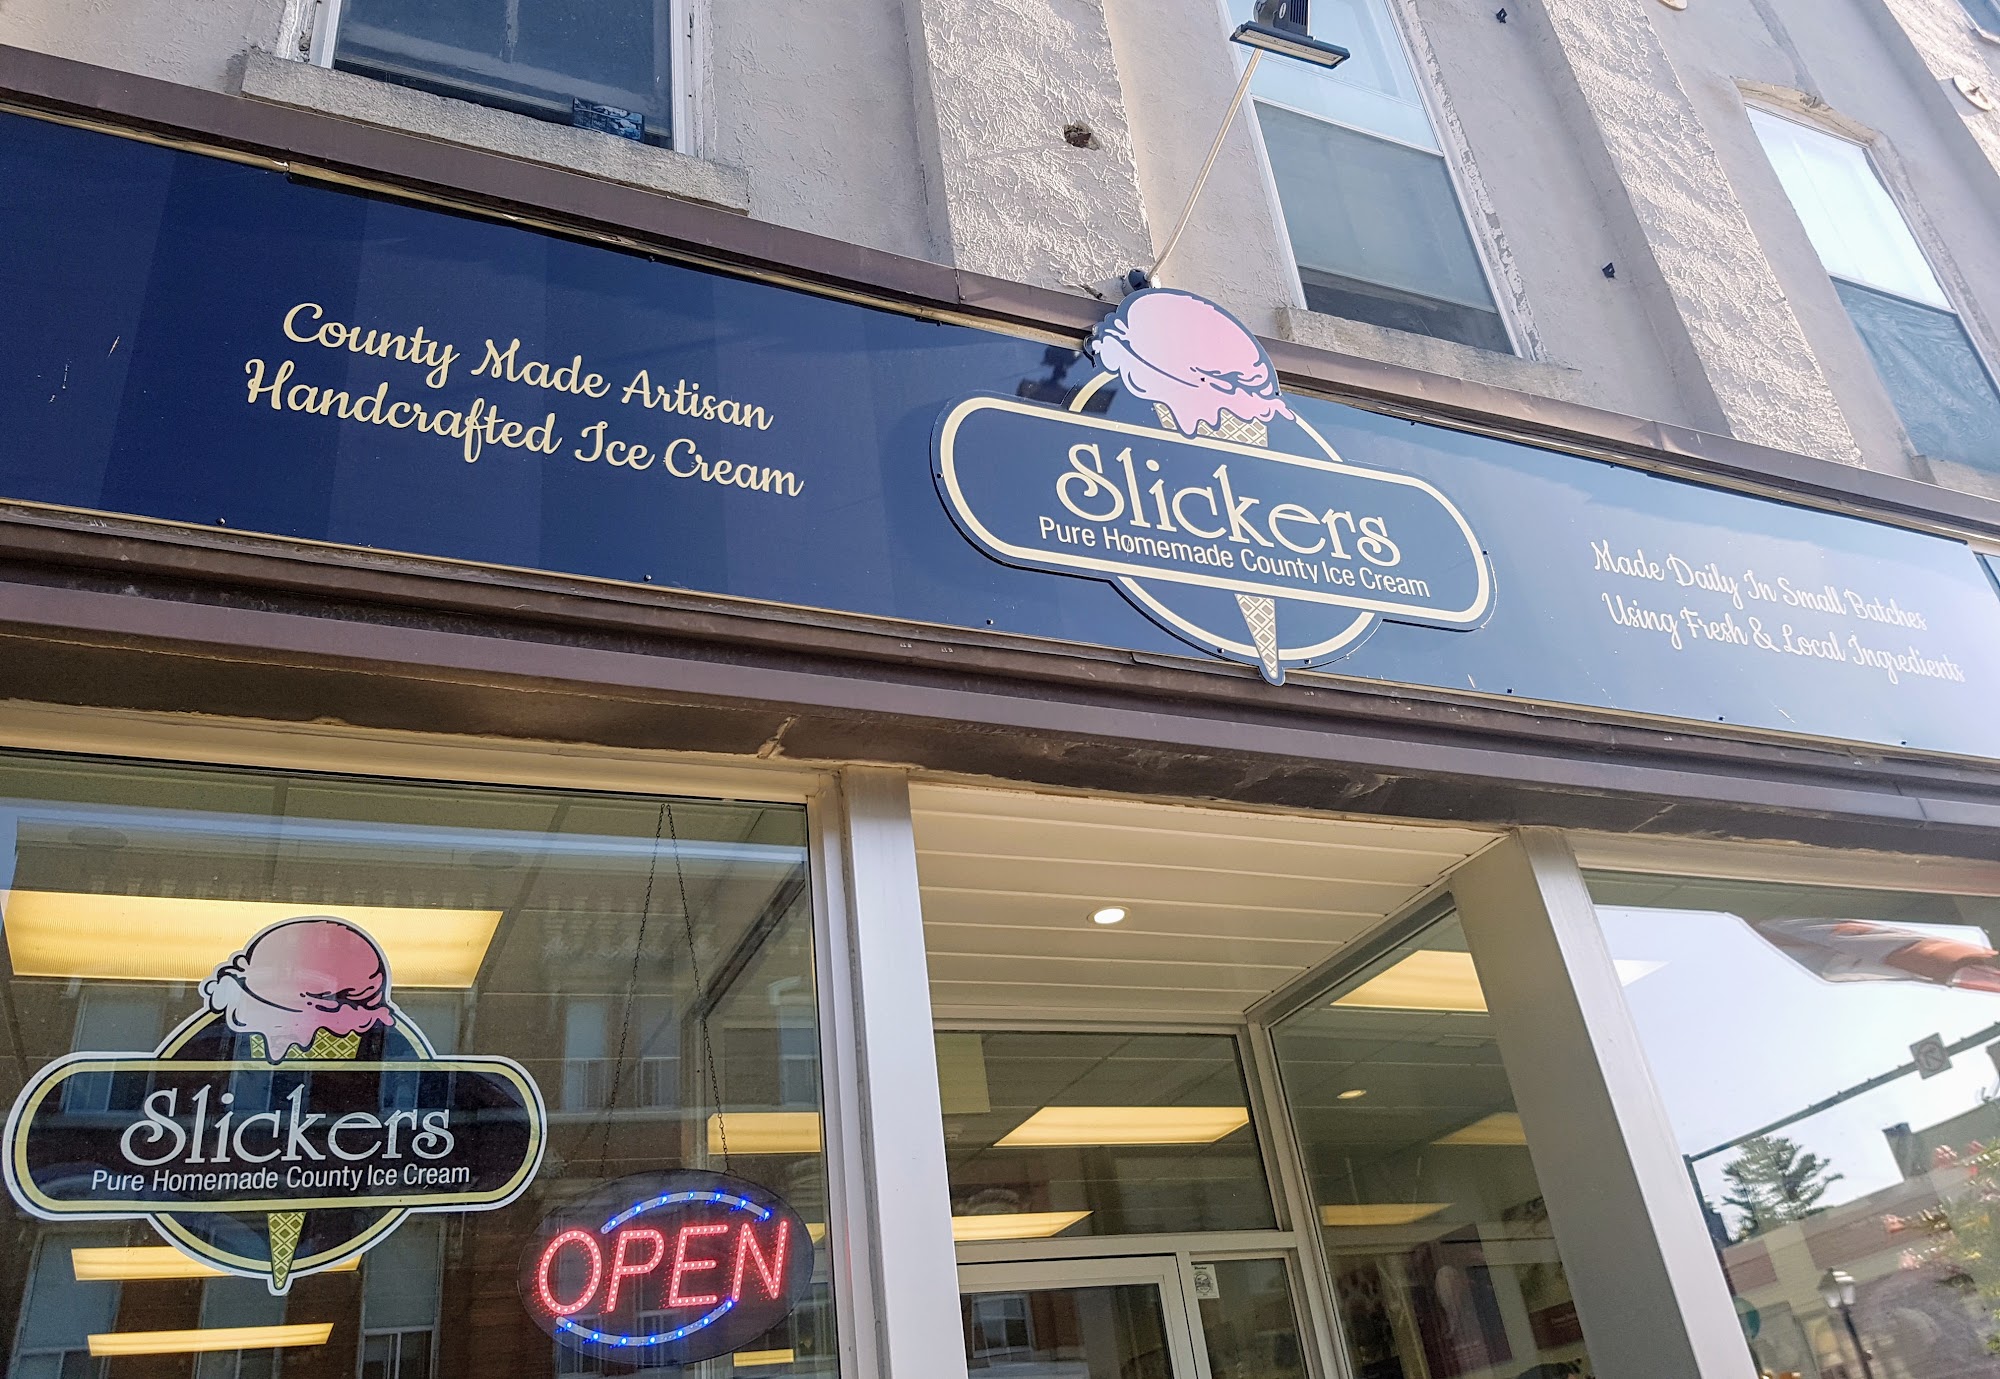 County Made Artisan
Handcrafted Ice Cream
Slickers
Pure Homemade County Ice Cream
Made Daily In Small Batches
Using Fresh & Local Ingredients
Slickers
Pure Homemade County Ice Cream
OPEN